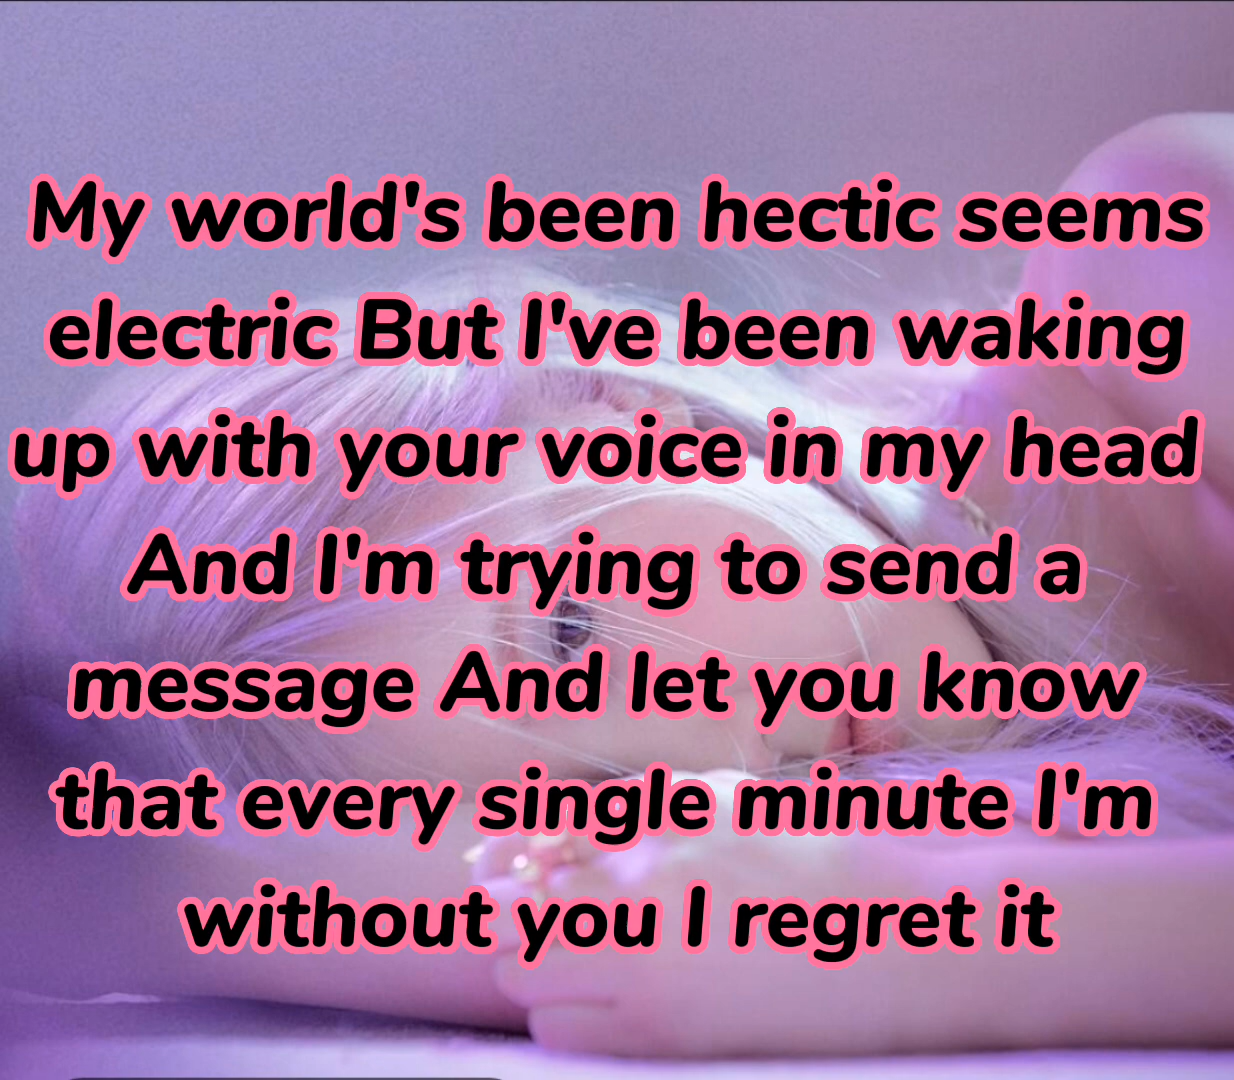 My world's been hectic seems
electric But I've been waking
up with your voice in my head
And I'm trying to send a
message And let you know
that every single minute I'm
without you I regret it